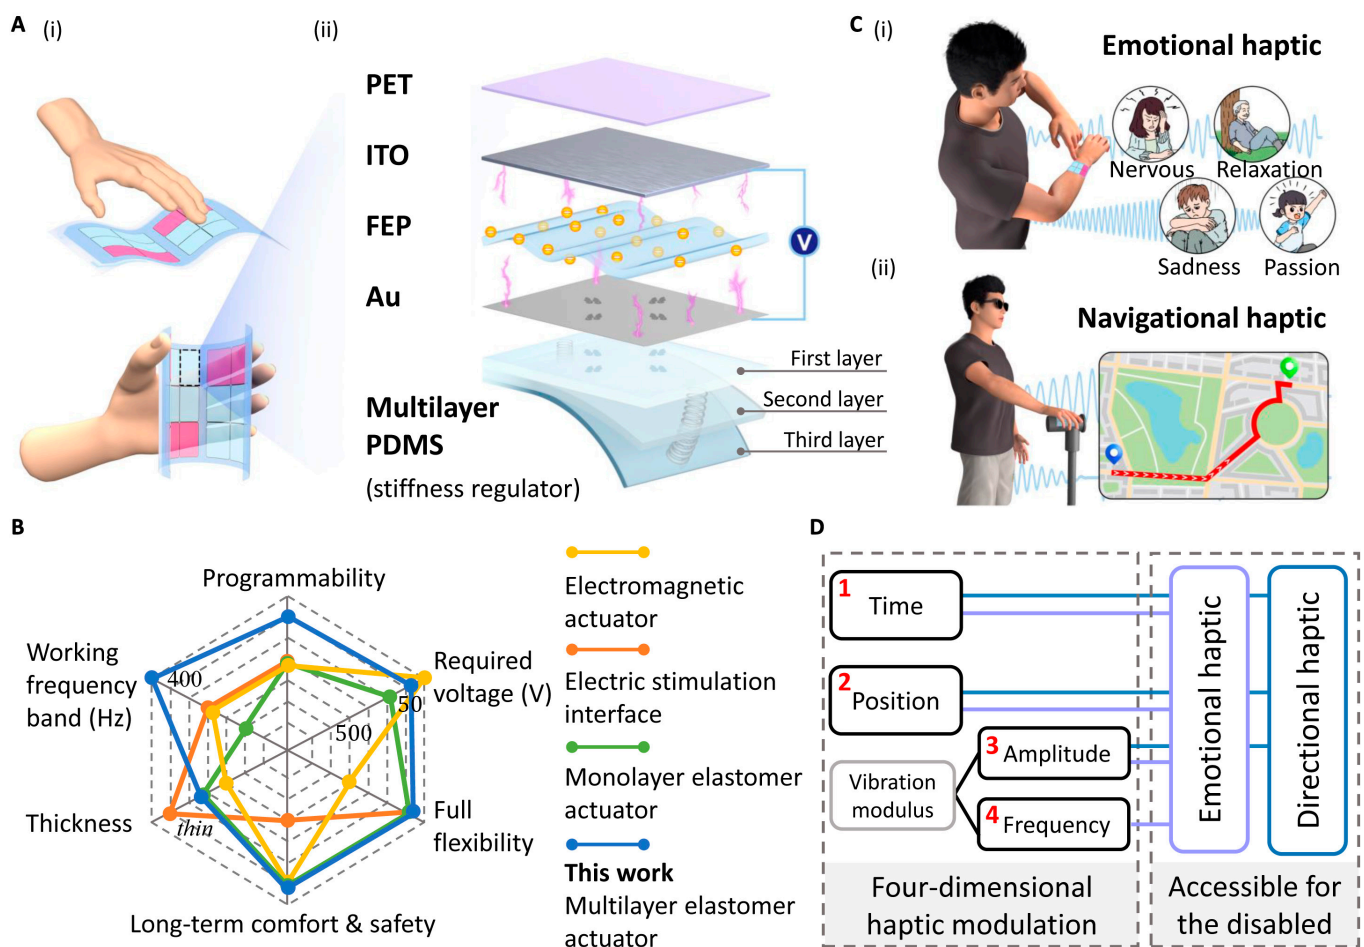 A
(i)
(ii)
PET
ITO
FEP
Au
Multilayer
PDMS
(stiffness regulator)
V
First layer
Second layer
Third layer
C
(i)
Emotional haptic
Nervous
Relaxation
Sadness
Passion
(ii)
Navigational haptic
B
Programmability
Working
frequency
band (Hz)
400
Required
voltage (V)
50
500
Thickness
thin
Full
flexibility
Long-term comfort & safety
Electromagnetic
actuator
Electric stimulation
interface
Monolayer elastomer
actuator
This work
Multilayer elastomer
actuator
D
1
Time
2
Position
Vibration
modulus
3
Amplitude
4
Frequency
Emotional haptic
Directional haptic
Four-dimensional
haptic modulation
Accessible for
the disabled